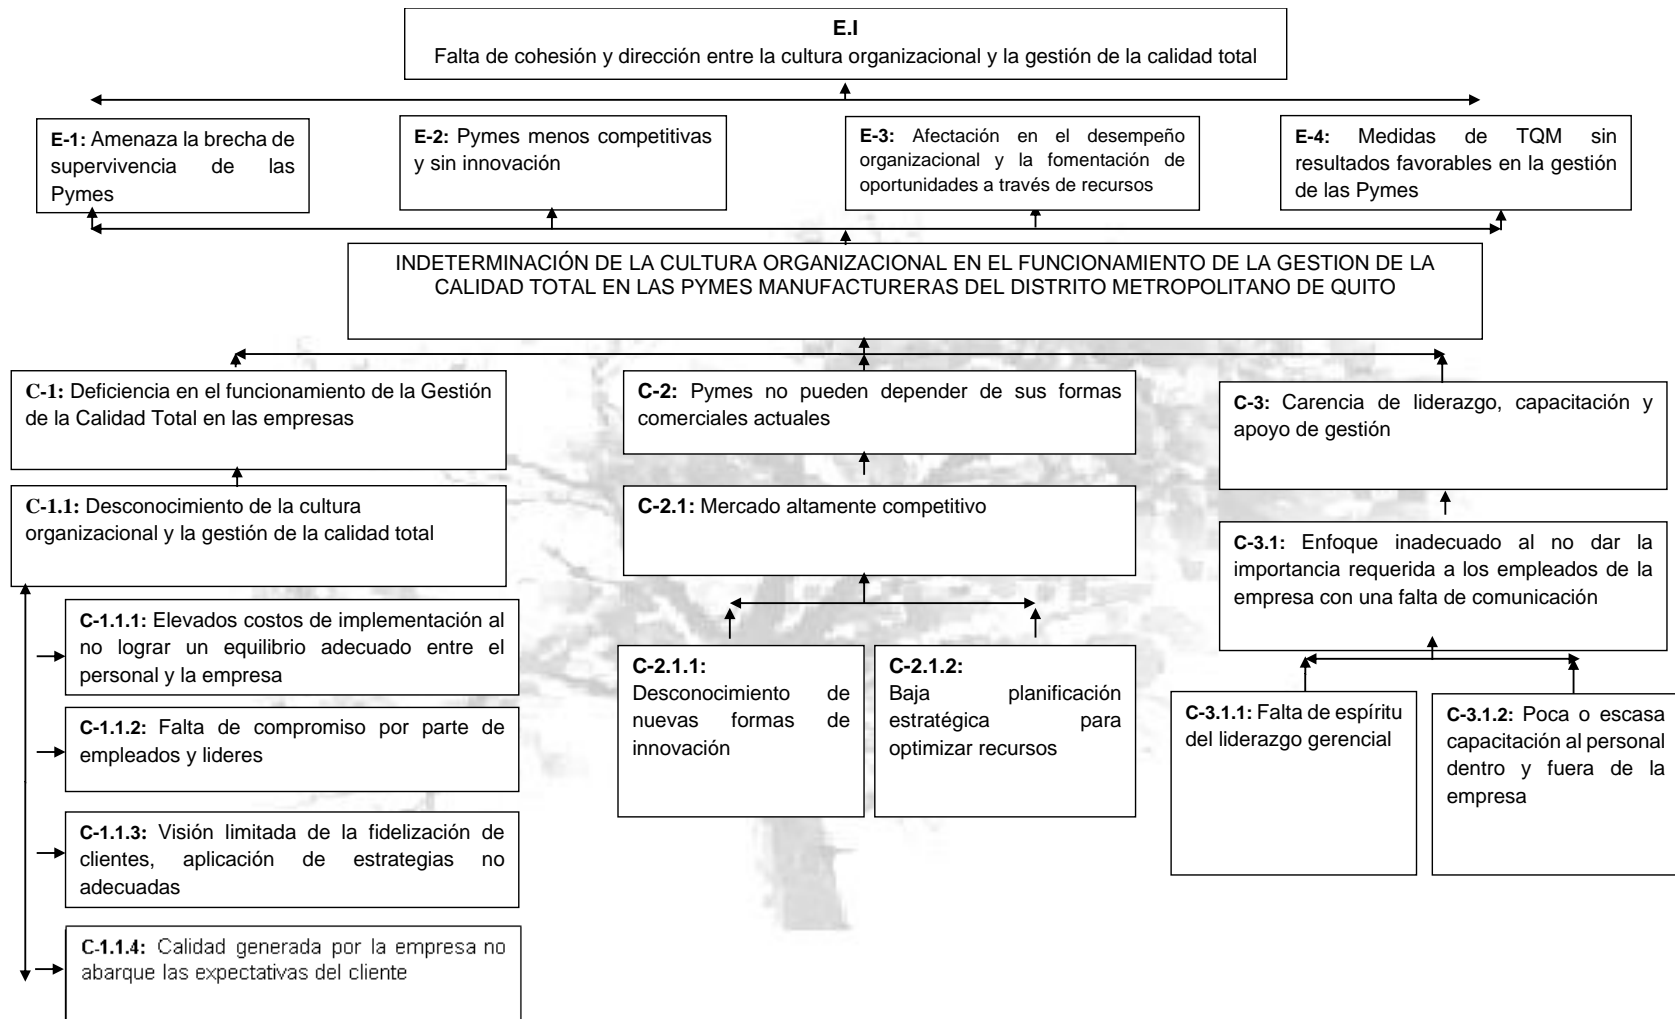 E.I
Falta de cohesión y dirección entre la cultura organizacional y la gestión de la calidad total
E-1: Amenaza la brecha de
supervivencia de las
Pymes
E-2: Pymes menos competitivas
y sin innovación
E-3: Afectación en el desempeño
organizacional y la fomentación de
oportunidades a través de recursos
E-4: Medidas de TQM sin
resultados favorables en la gestión
de las Pymes
INDETERMINACIÓN DE LA CULTURA ORGANIZACIONAL EN EL FUNCIONAMIENTO DE LA GESTION DE LA
CALIDAD TOTAL EN LAS PYMES MANUFACTURERAS DEL DISTRITO METROPOLITANO DE QUITO
C-1: Deficiencia en el funcionamiento de la Gestión
de la Calidad Total en las empresas
C-2: Pymes no pueden depender de sus formas
comerciales actuales
C-3: Carencia de liderazgo, capacitación y
apoyo de gestión
C-1.1: Desconocimiento de la cultura
organizacional y la gestión de la calidad total
C-2.1: Mercado altamente competitivo
C-3.1: Enfoque inadecuado al no dar la
importancia requerida a los empleados de la
empresa con una falta de comunicación
C-1.1.1: Elevados costos de implementación al
no lograr un equilibrio adecuado entre el
personal y la empresa
C-1.1.2: Falta de compromiso por parte de
empleados y lideres
C-1.1.3: Visión limitada de la fidelización de
clientes, aplicación de estrategias no
adecuadas
C-1.1.4: Calidad generada por la empresa no
abarque las expectativas del cliente
C-2.1.1:
Desconocimiento de
nuevas formas de
innovación
C-2.1.2:
Baja planificación
estratégica para
optimizar recursos
C-3.1.1: Falta de espíritu
del liderazgo gerencial
C-3.1.2: Poca o escasa
capacitación al personal
dentro y fuera de la
empresa